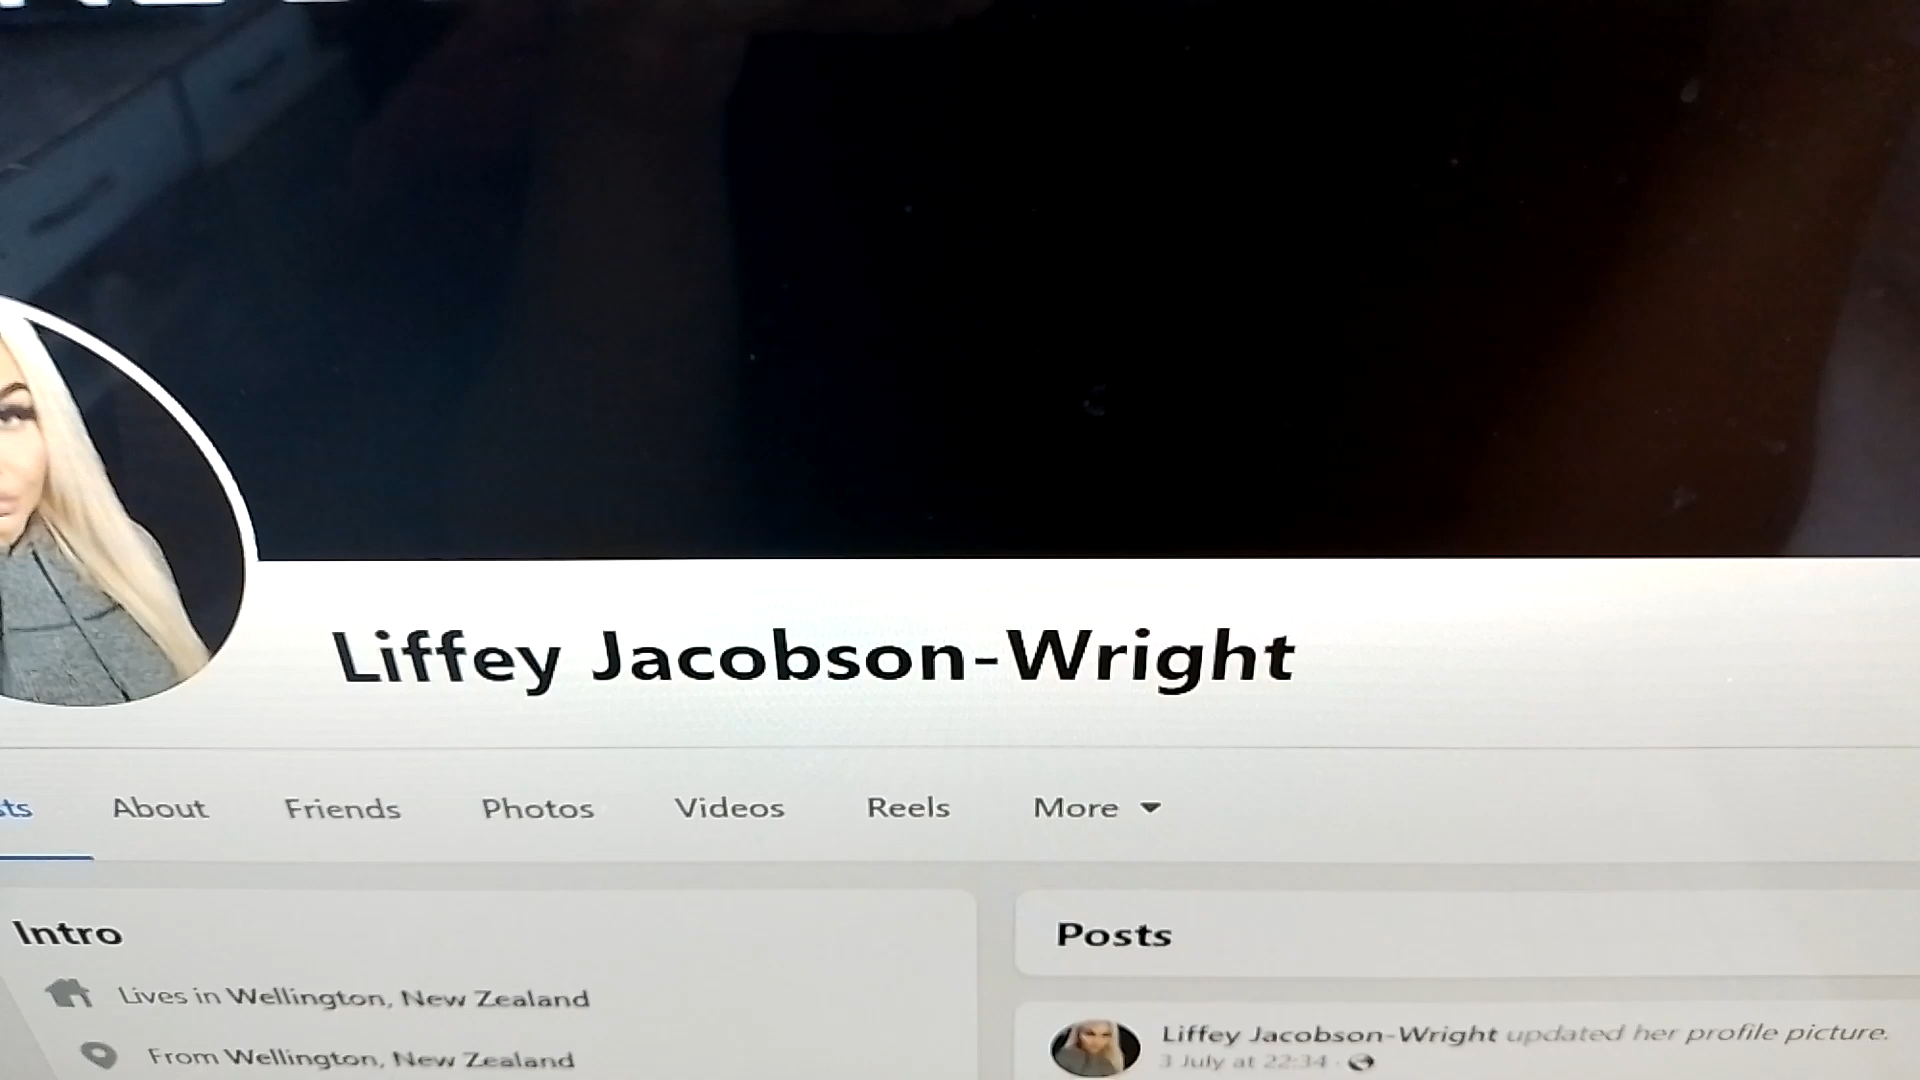 Liffey Jacobson-Wright
About Friends Photos Videos Reels More
Intro
Lives in Wellington, New Zealand
From Wellington, New Zealand
Posts
Liffey Jacobson-Wright updated her profile picture.
3 July at 22:34